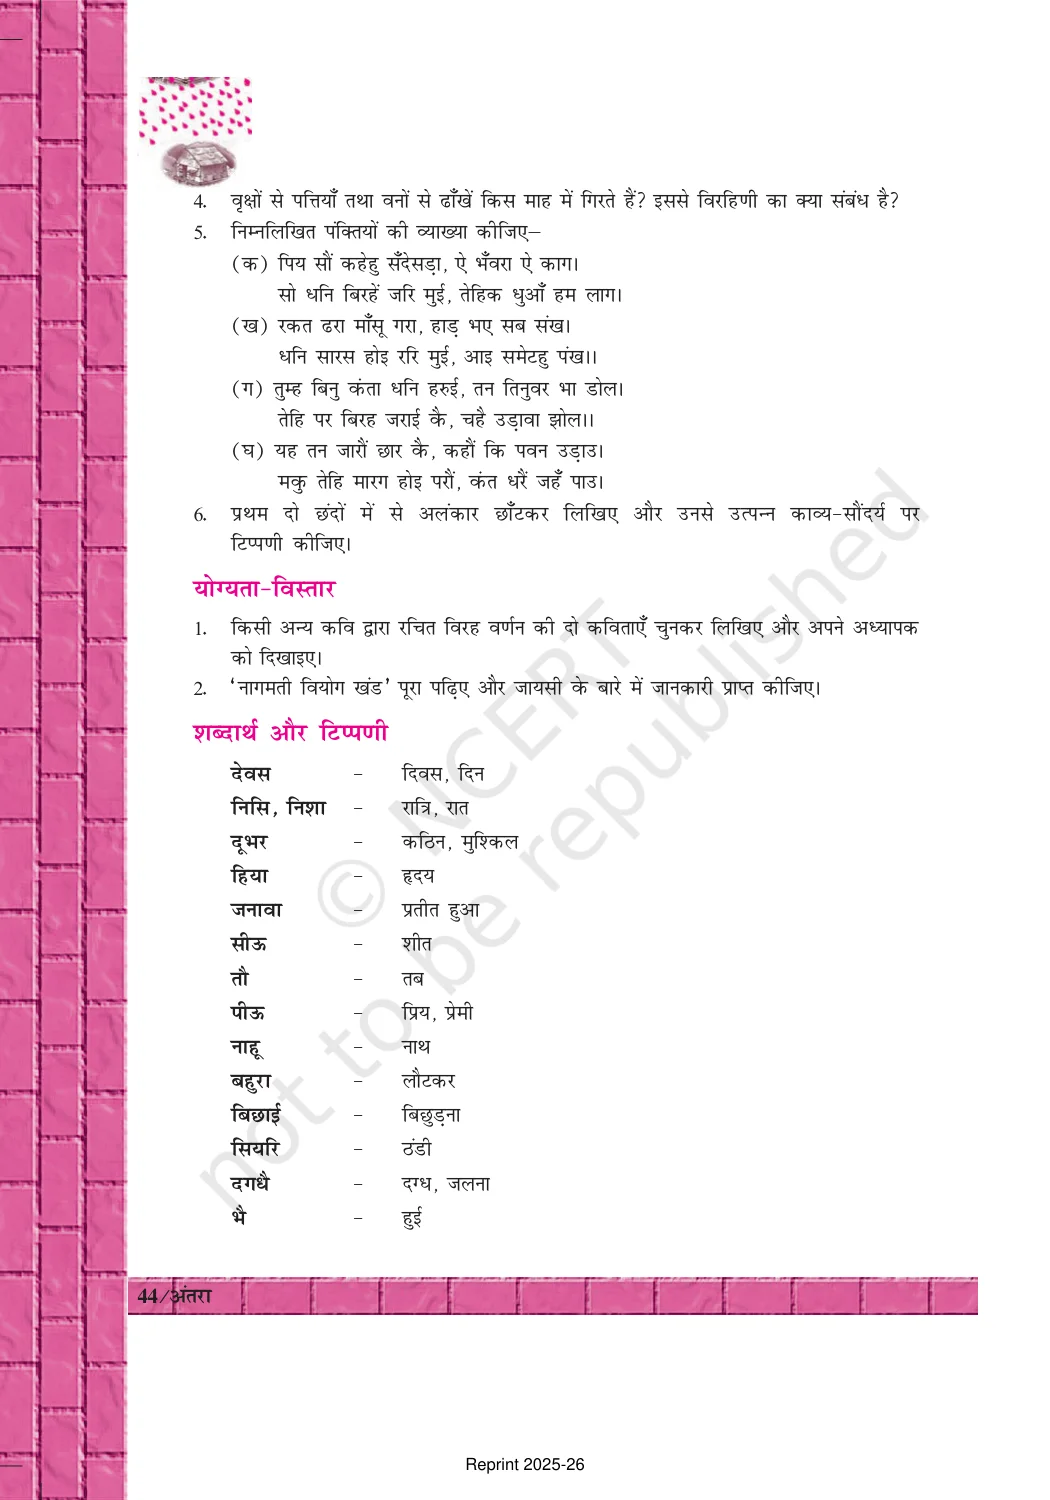 4. वृक्षों से पत्तियाँ तथा वनों से ढाँखें किस माह में गिरते हैं? इससे विरहिणी का क्या संबंध है?
5. निम्नलिखित पंक्तियों की व्याख्या कीजिए–
(क) पिय सौं कहेहु सँदेसड़ा, ऐ भँवरा ऐ काग।
सो धनि बिरहें जरि मुई, तेहिक धुआँ हम लाग।
(ख) रकत ढरा माँसू गरा, हाड़ भए सब संख।
धनि सारस होइ ररि मुई, आइ समेटहु पंख।।
(ग) तुम्ह बिनु कंता धनि हरुई, तन तिनुवर भा डोल।
तेहि पर बिरह जराई कै, चहै उड़ावा झोल।।
(घ) यह तन जारौं छार कै, कहौं कि पवन उड़ाउ।
मकु तेहि मारग होइ परौं, कंत धरैं जहँ पाउ।
6. प्रथम दो छंदों में से अलंकार छाँटकर लिखिए और उनसे उत्पन्न काव्य-सौंदर्य पर
टिप्पणी कीजिए।
योग्यता-विस्तार
1. किसी अन्य कवि द्वारा रचित विरह वर्णन की दो कविताएँ चुनकर लिखिए और अपने अध्यापक
को दिखाइए।
2. ‘नागमती वियोग खंड’ पूरा पढ़िए और जायसी के बारे में जानकारी प्राप्त कीजिए।
शब्दार्थ और टिप्पणी
देवस - दिवस, दिन
निसि, निशा - रात्रि, रात
दूभर - कठिन, मुश्किल
हिया - हृदय
जनावा - प्रतीत हुआ
सीऊ - शीत
तौ - तब
पीऊ - प्रिय, प्रेमी
नाहू - नाथ
बहुरा - लौटकर
बिछाई - बिछुड़ना
सियरि - ठंडी
दगधै - दग्ध, जलना
भै - हुई
© NCERT
not to be republished
44/अंतरा
Reprint 2025-26